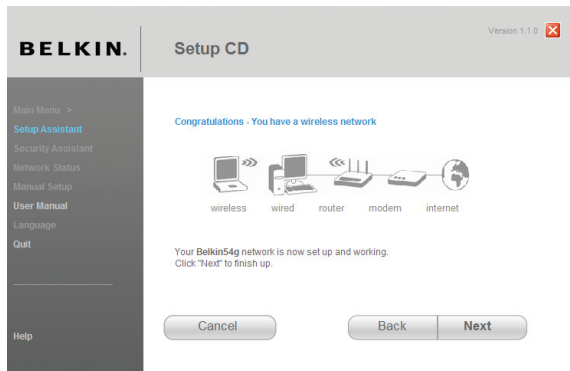 BELKIN.
Setup CD
Version 1.1.0
Main Menu >
Setup Assistant
Security Assistant
Network Status
Manual Setup
User Manual
Language
Quit
Help
Congratulations - You have a wireless network
wireless wired router modem internet
Your Belkin54g network is now set up and working.
Click "Next" to finish up.
Cancel
Back
Next